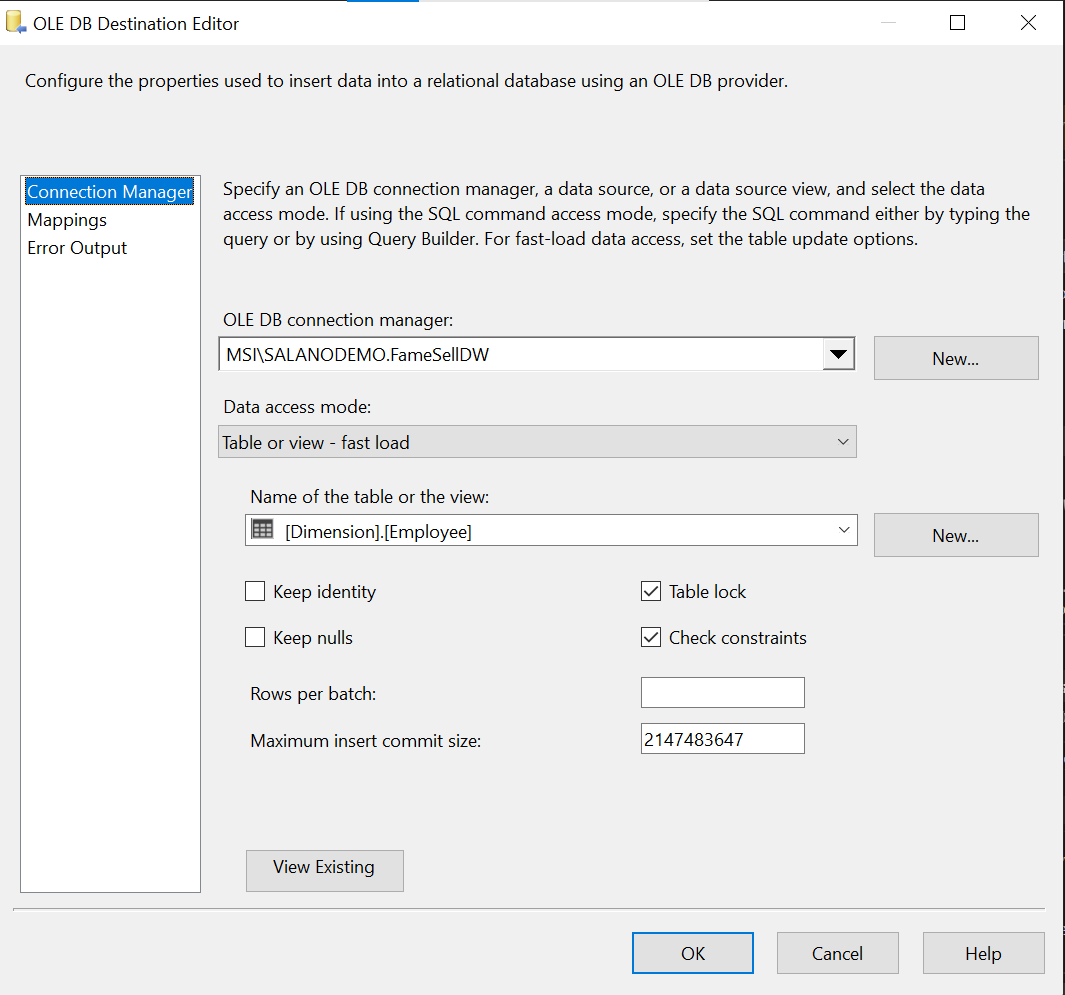 OLE DB Destination Editor
Configure the properties used to insert data into a relational database using an OLE DB provider.
Connection Manager
Mappings
Error Output
Specify an OLE DB connection manager, a data source, or a data source view, and select the data
access mode. If using the SQL command access mode, specify the SQL command either by typing the
query or by using Query Builder. For fast-load data access, set the table update options.
OLE DB connection manager:
MSI\SALANODEMO.FameSellDW
New...
Data access mode:
Table or view - fast load
Name of the table or the view:
[Dimension].[Employee]
New...
Keep identity
Table lock
Keep nulls
Check constraints
Rows per batch:
Maximum insert commit size:
2147483647
View Existing
OK
Cancel
Help